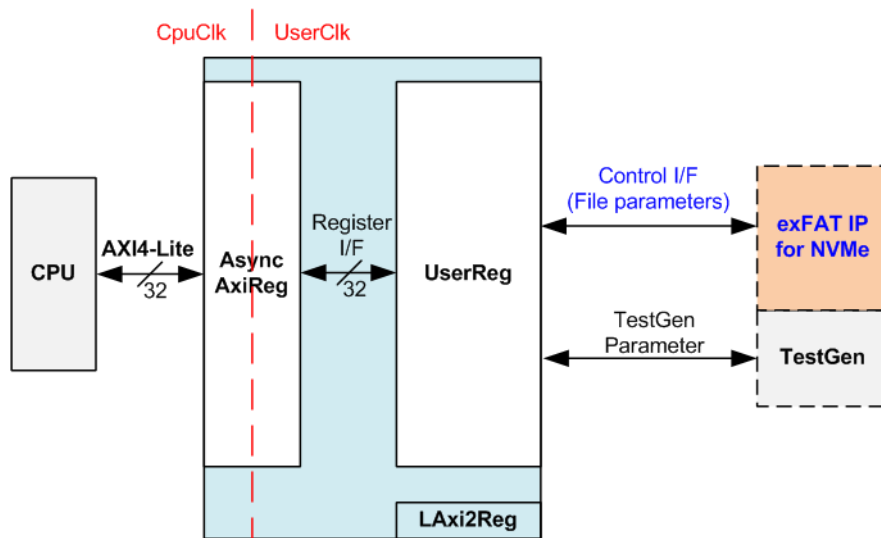 CpuClk
UserClk
CPU
AXI4-Lite
32
Async
AxiReg
Register
I/F
32
UserReg
Control I/F
(File parameters)
exFAT IP
for NVMe
TestGen
Parameter
TestGen
LAxi2Reg